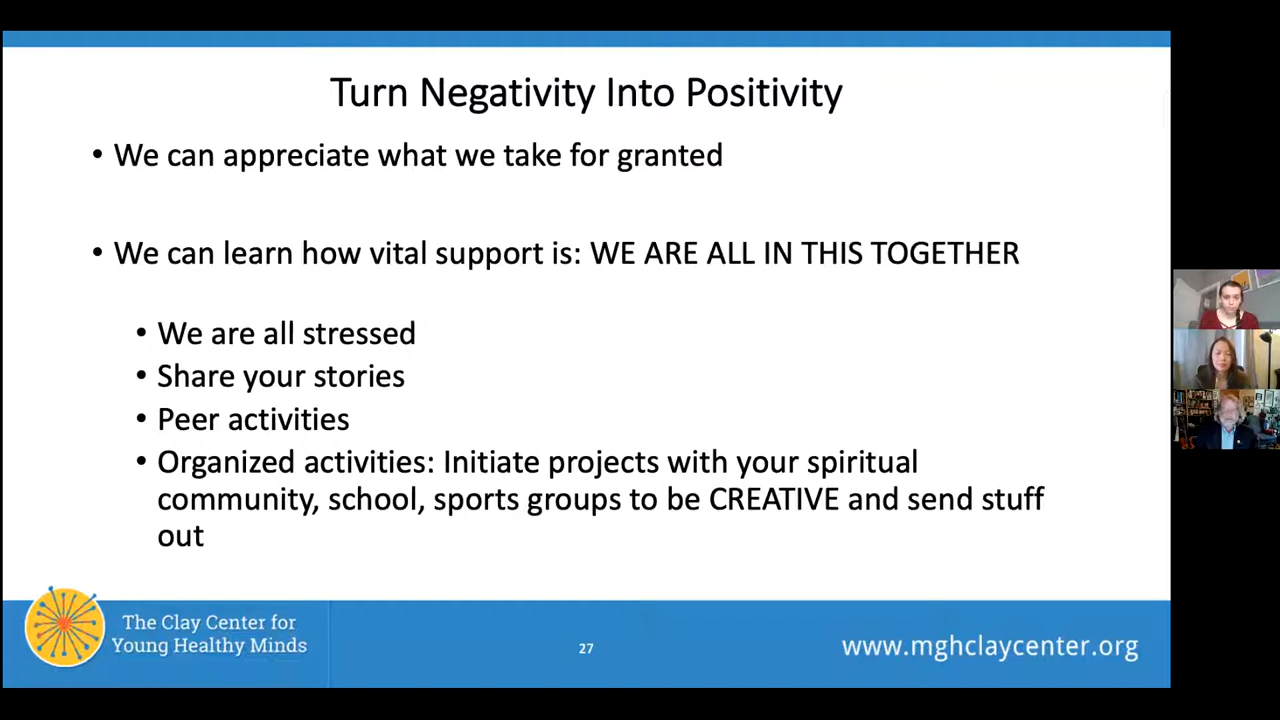 Turn Negativity Into Positivity
• We can appreciate what we take for granted
• We can learn how vital support is: WE ARE ALL IN THIS TOGETHER
• We are all stressed
• Share your stories
• Peer activities
• Organized activities: Initiate projects with your spiritual
community, school, sports groups to be CREATIVE and send stuff
out
The Clay Center for
Young Healthy Minds
27
www.mghclaycenter.org